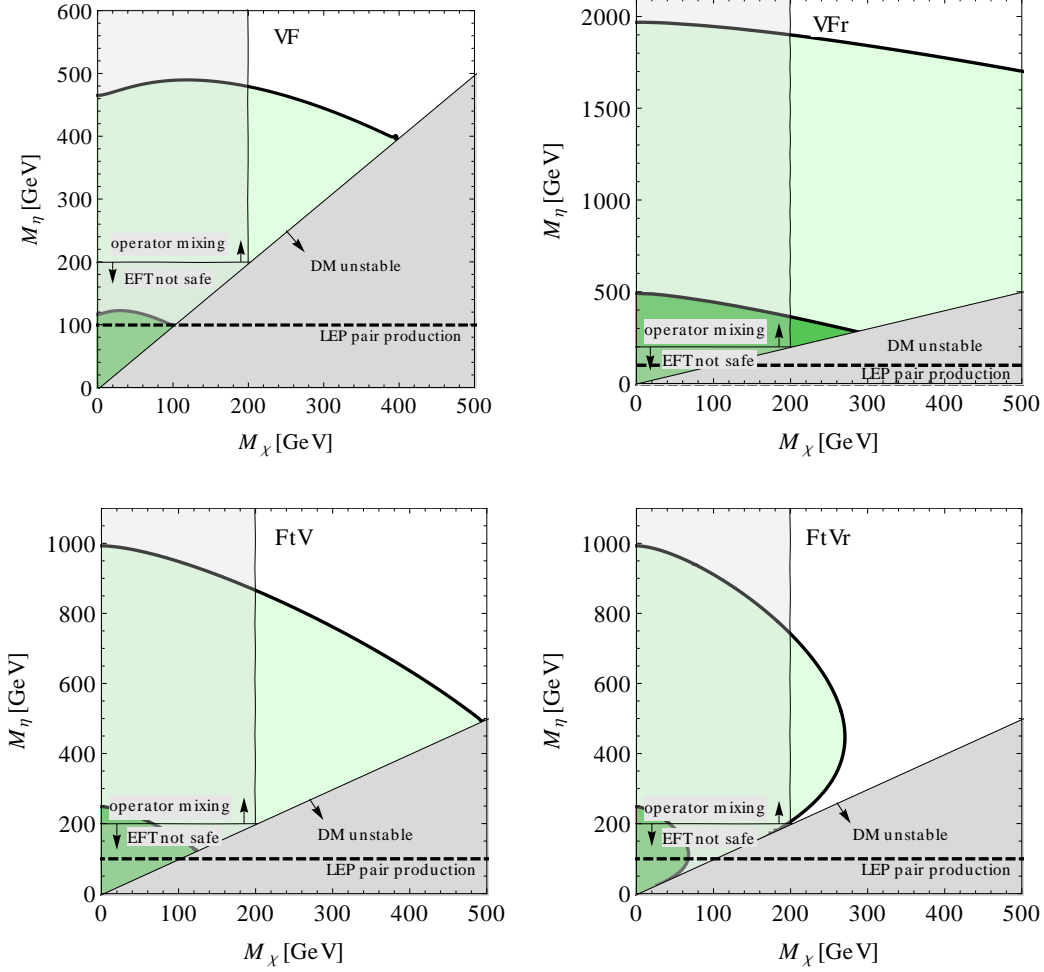 VF
600
500
400
300
200
100
0
M_η [GeV]
operator mixing
EFT not safe
DM unstable
LEP pair production
0 100 200 300 400 500
M_χ [GeV]
VFr
2000
1500
1000
500
0
M_η [GeV]
operator mixing
EFT not safe
DM unstable
LEP pair production
0 100 200 300 400 500
M_χ [GeV]
FtV
1000
800
600
400
200
0
M_η [GeV]
operator mixing
EFT not safe
DM unstable
LEP pair production
0 100 200 300 400 500
M_χ [GeV]
FtVr
1000
800
600
400
200
0
M_η [GeV]
operator mixing
EFT not safe
DM unstable
LEP pair production
0 100 200 300 400 500
M_χ [GeV]